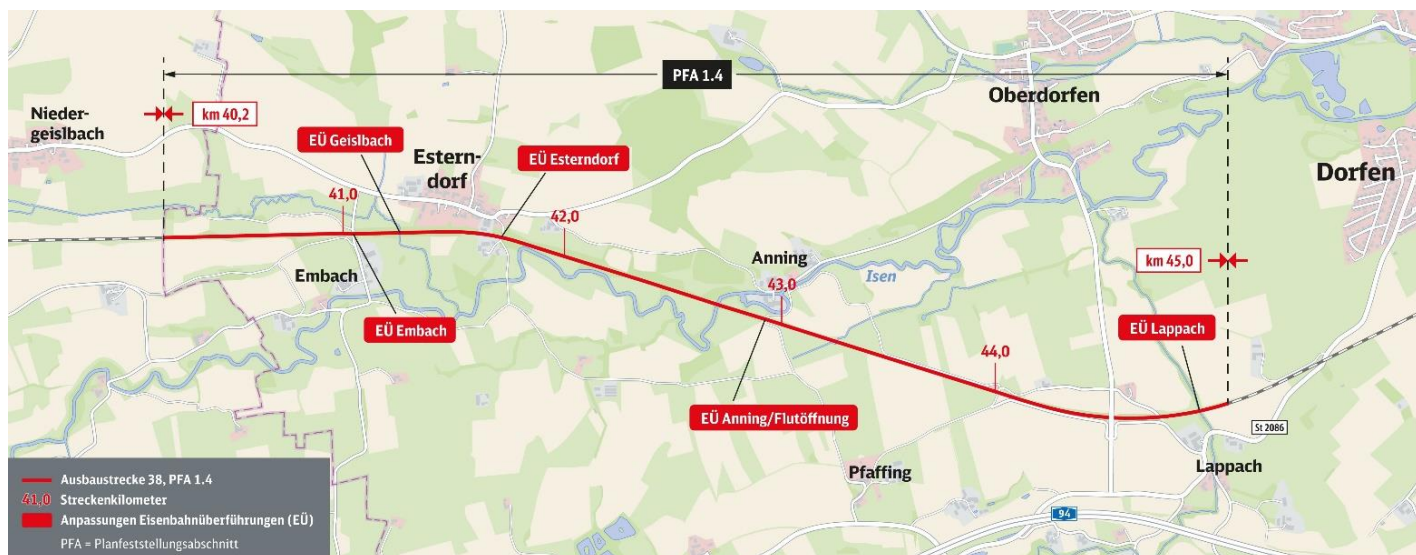 PFA 1.4
Nieder-
geislbach
km 40,2
EÜ Geislbach
Estern-
dorf
EÜ Esterndorf
Oberdorfen
Dorfen
41,0
42,0
Embach
EÜ Embach
Anning
43,0
Isen
km 45,0
EÜ Lappach
44,0
EÜ Anning/Flutöffnung
St 2086
Pfaffing
Lappach
94
Ausbaustrecke 38, PFA 1.4
41,0 Streckenkilometer
Anpassungen Eisenbahnüberführungen (EÜ)
PFA = Planfeststellungsabschnitt